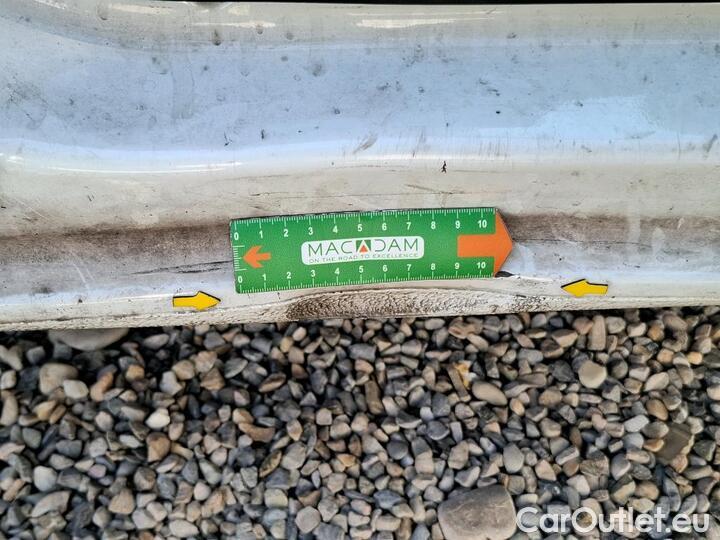 0 1 2 3 4 5 6 7 8 9 10
MACADAM
ON THE ROAD TO EXCELLENCE
0 1 2 3 4 5 6 7 8 9 10
CarOutlet.eu